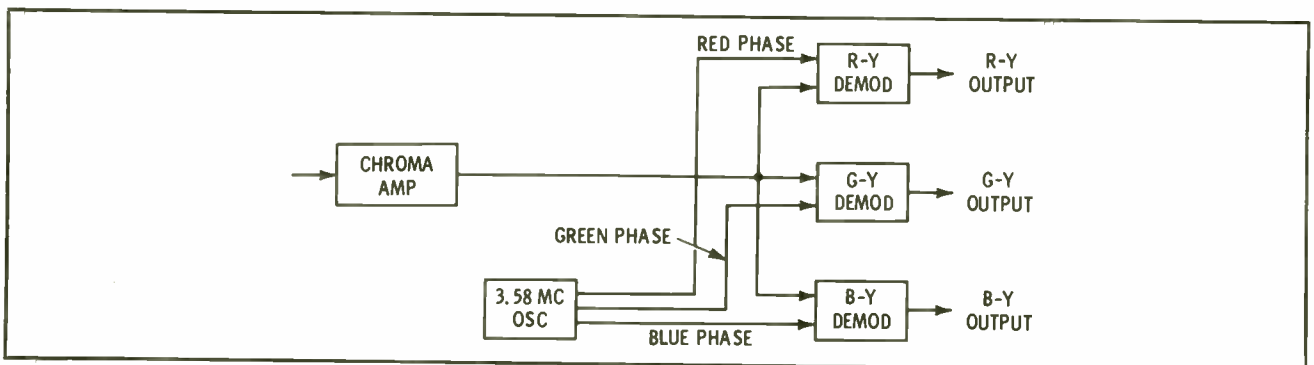 RED PHASE
R-Y
DEMOD
R-Y
OUTPUT
CHROMA
AMP
G-Y
DEMOD
G-Y
OUTPUT
GREEN PHASE
3.58 MC
OSC
B-Y
DEMOD
B-Y
OUTPUT
BLUE PHASE